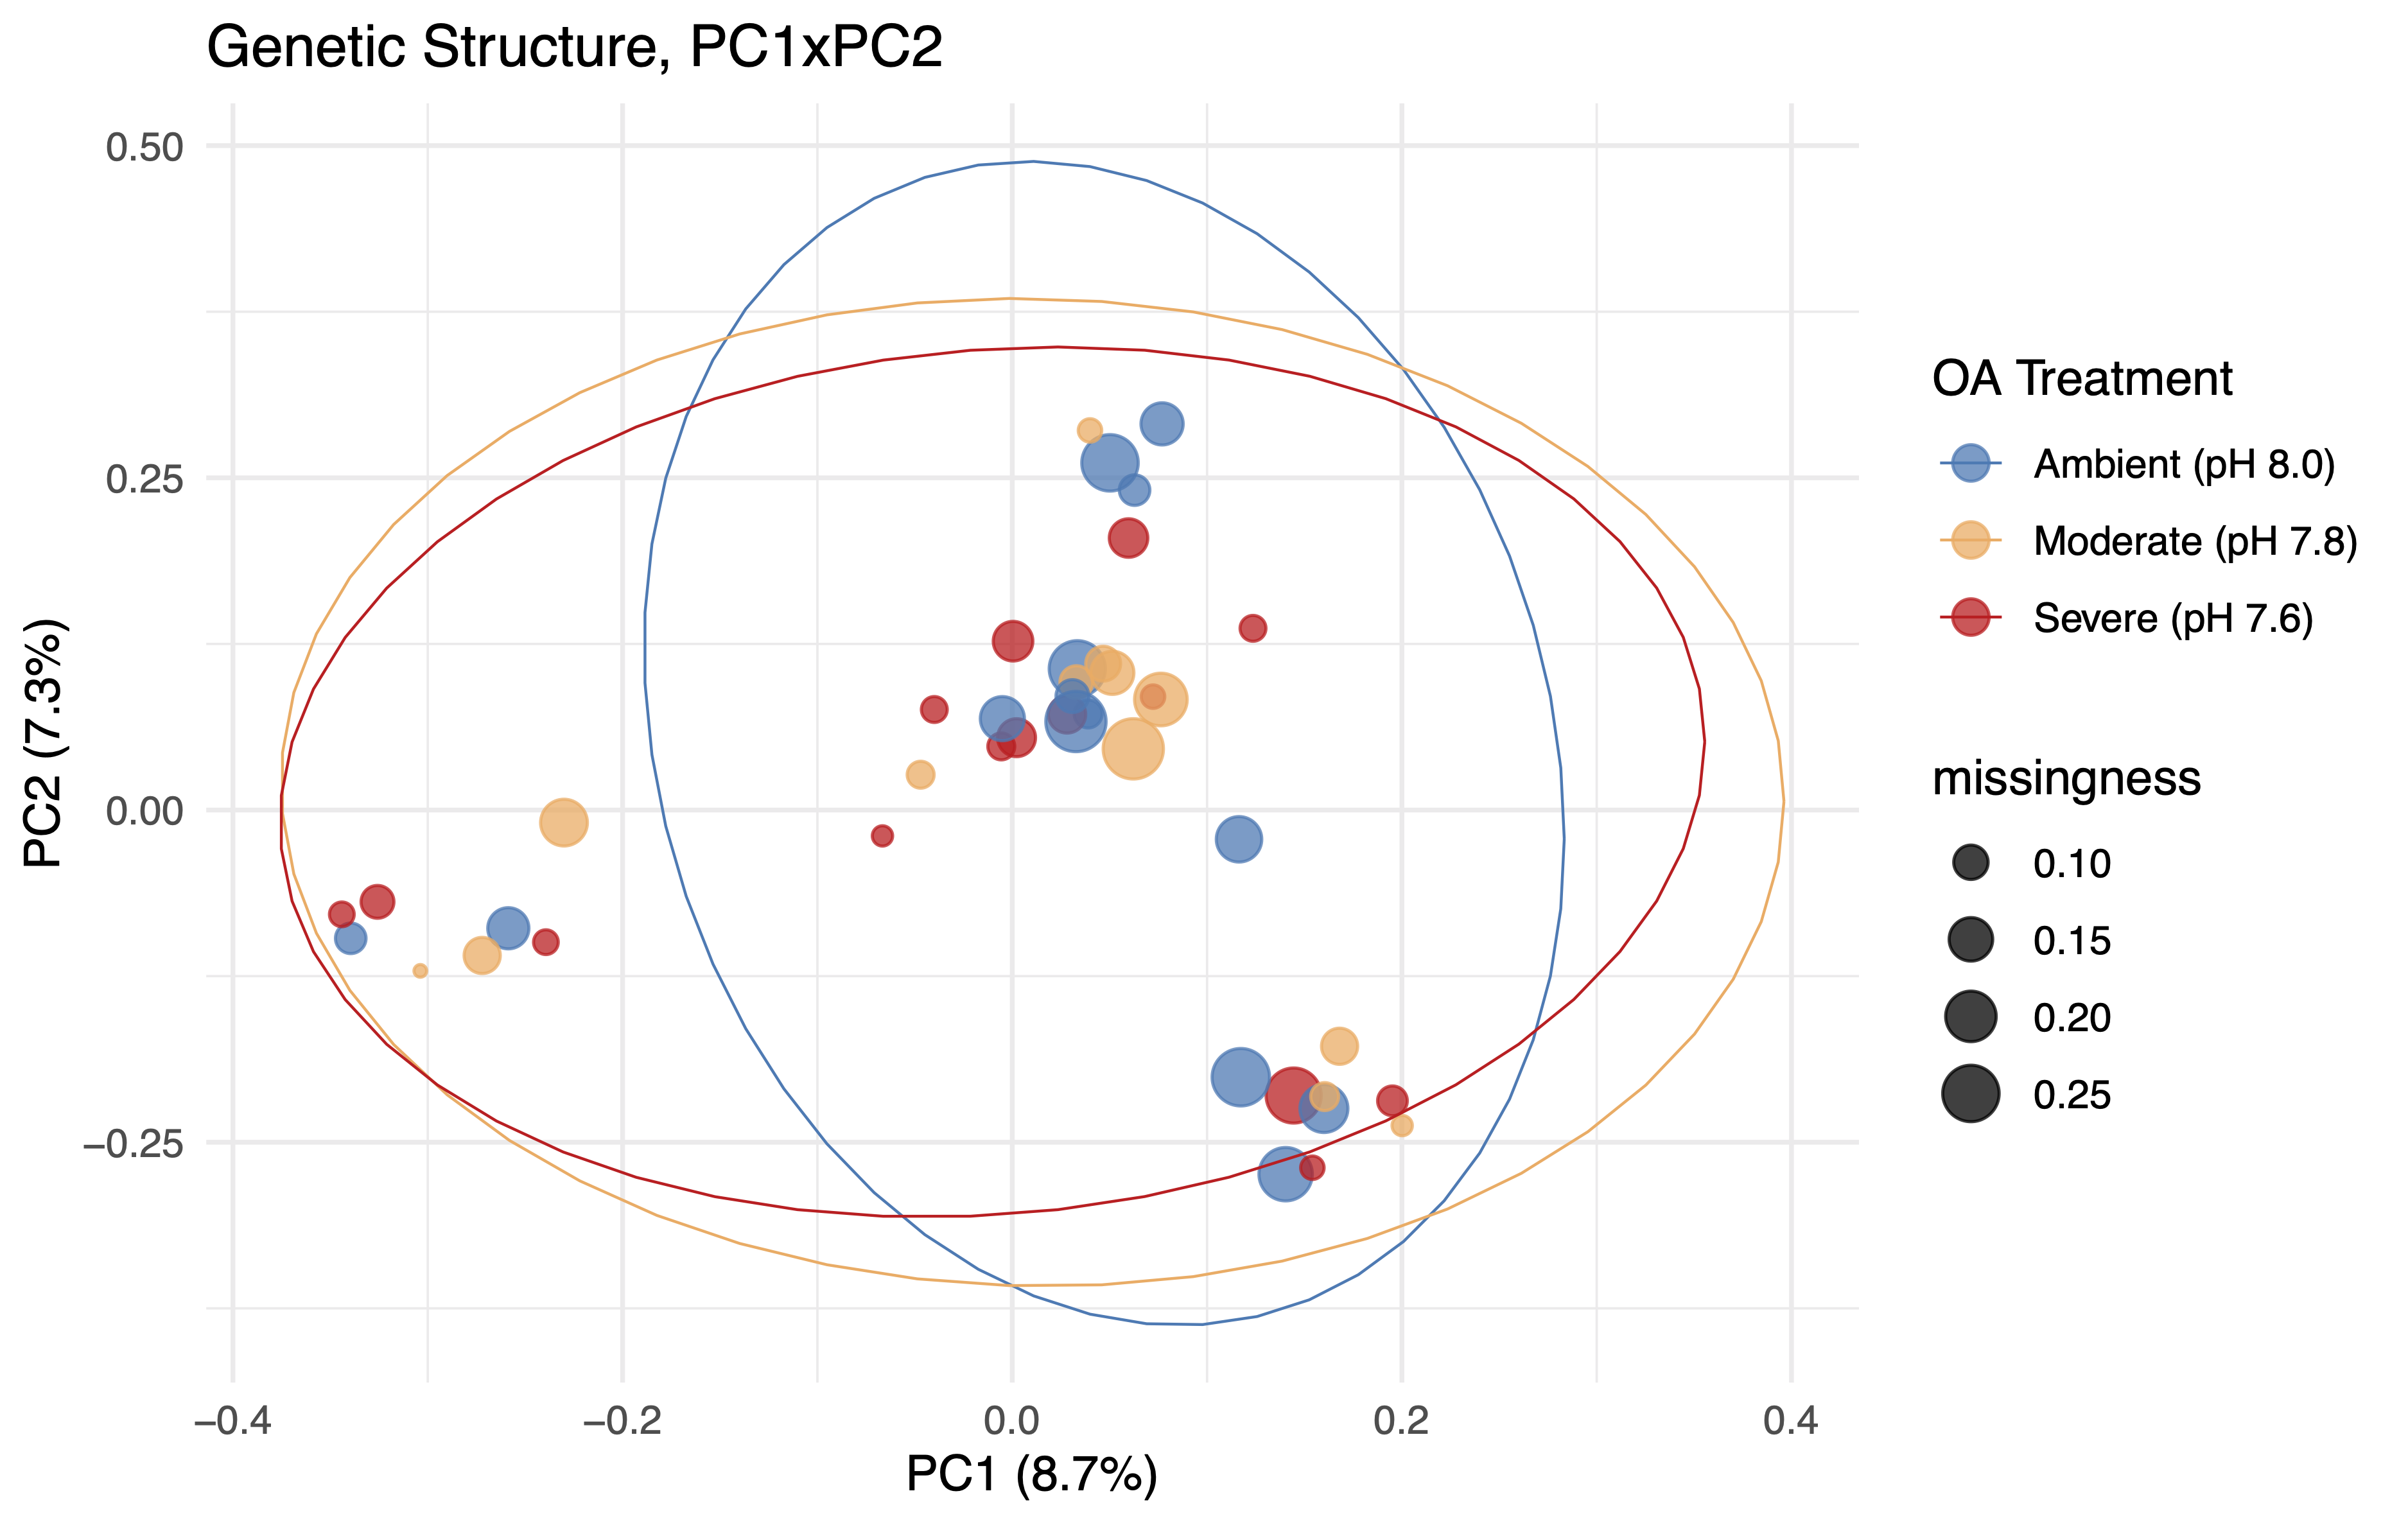 Genetic Structure, PC1xPC2
0.50
0.25
0.00
−0.25
PC2 (7.3%)
−0.4
−0.2
0.0
0.2
0.4
PC1 (8.7%)
OA Treatment
Ambient (pH 8.0)
Moderate (pH 7.8)
Severe (pH 7.6)
missingness
0.10
0.15
0.20
0.25